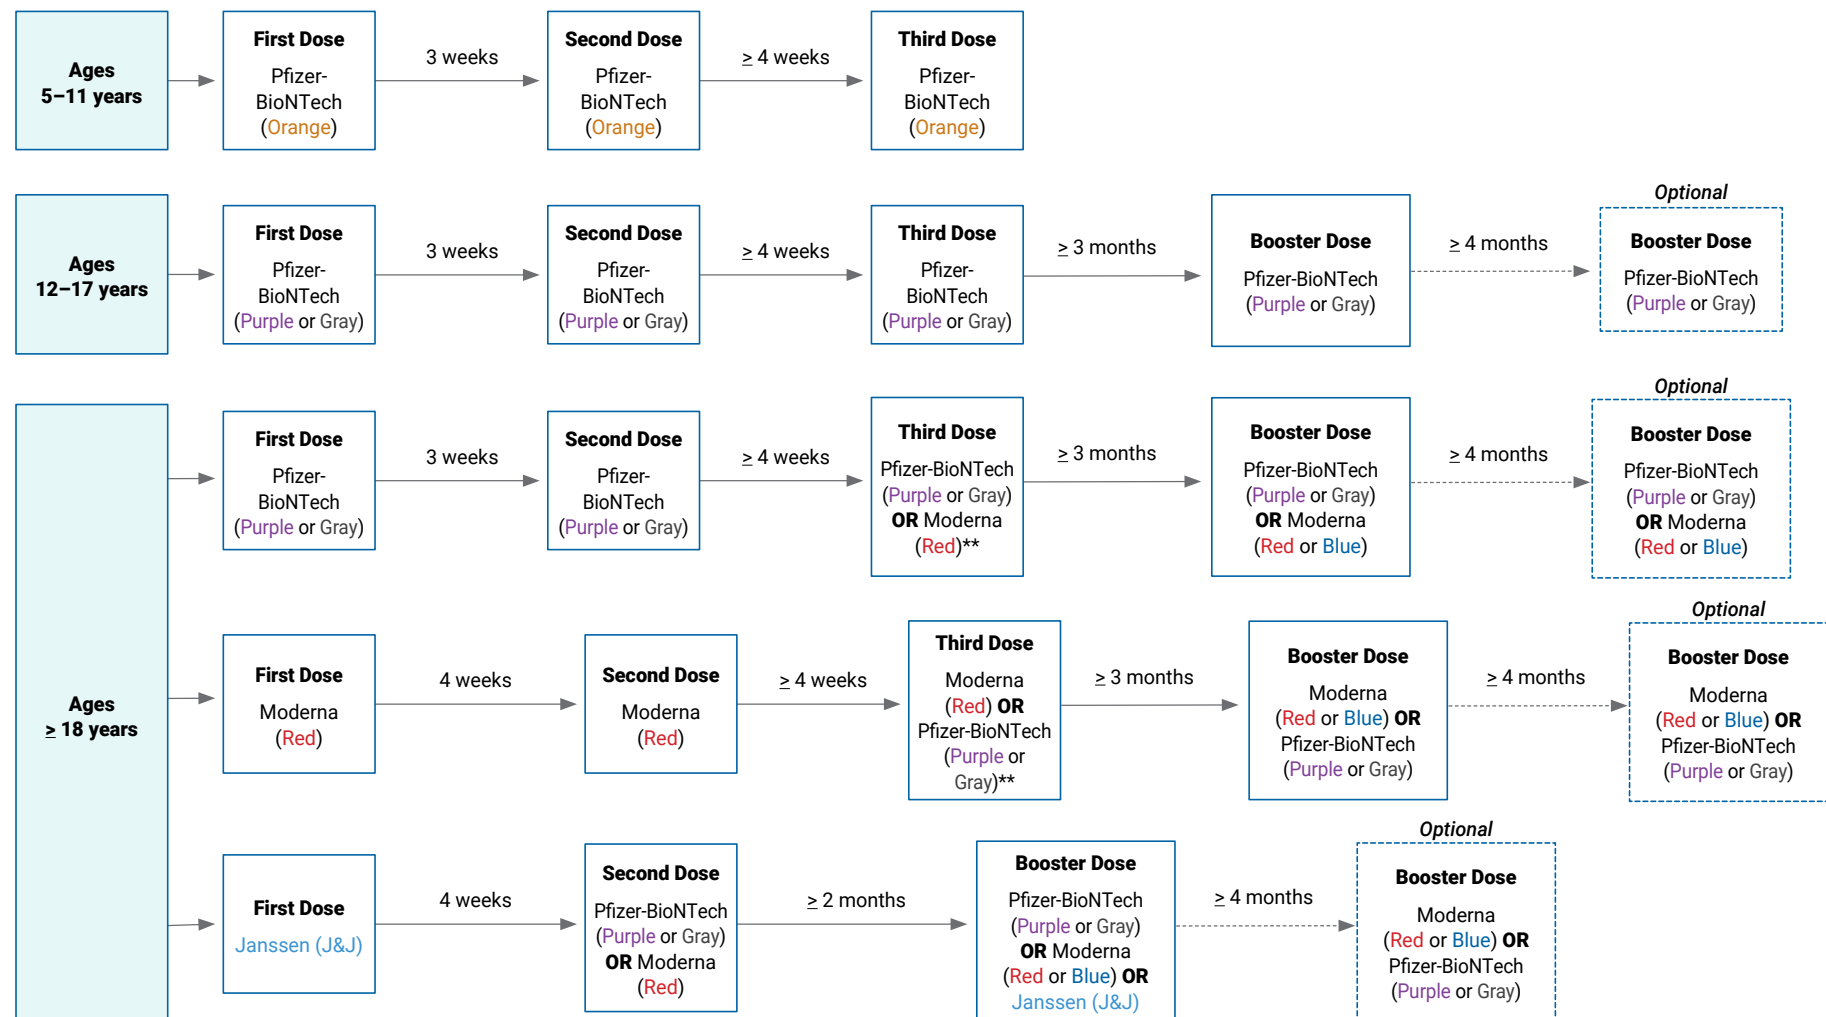 Ages
5–11 years
First Dose
Pfizer-
BioNTech
(Orange)
3 weeks
Second Dose
Pfizer-
BioNTech
(Orange)
≥ 4 weeks
Third Dose
Pfizer-
BioNTech
(Orange)
Ages
12–17 years
First Dose
Pfizer-
BioNTech
(Purple or Gray)
3 weeks
Second Dose
Pfizer-
BioNTech
(Purple or Gray)
≥ 4 weeks
Third Dose
Pfizer-
BioNTech
(Purple or Gray)
≥ 3 months
Booster Dose
Pfizer-BioNTech
(Purple or Gray)
≥ 4 months
Optional
Booster Dose
Pfizer-BioNTech
(Purple or Gray)
Ages
≥ 18 years
First Dose
Pfizer-
BioNTech
(Purple or Gray)
3 weeks
Second Dose
Pfizer-
BioNTech
(Purple or Gray)
≥ 4 weeks
Third Dose
Pfizer-BioNTech
(Purple or Gray)
OR Moderna
(Red)**
≥ 3 months
Booster Dose
Pfizer-BioNTech
(Purple or Gray)
OR Moderna
(Red or Blue)
≥ 4 months
Optional
Booster Dose
Pfizer-BioNTech
(Purple or Gray)
OR Moderna
(Red or Blue)
First Dose
Moderna
(Red)
4 weeks
Second Dose
Moderna
(Red)
≥ 4 weeks
Third Dose
Moderna
(Red) OR
Pfizer-BioNTech
(Purple or
Gray)**
≥ 3 months
Booster Dose
Moderna
(Red or Blue) OR
Pfizer-BioNTech
(Purple or Gray)
≥ 4 months
Optional
Booster Dose
Moderna
(Red or Blue) OR
Pfizer-BioNTech
(Purple or Gray)
First Dose
Janssen (J&J)
4 weeks
Second Dose
Pfizer-BioNTech
(Purple or Gray)
OR Moderna
(Red)
≥ 2 months
Booster Dose
Pfizer-BioNTech
(Purple or Gray)
OR Moderna
(Red or Blue) OR
Janssen (J&J)
≥ 4 months
Optional
Booster Dose
Moderna
(Red or Blue) OR
Pfizer-BioNTech
(Purple or Gray)